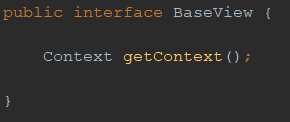 public interface BaseView {
Context getContext();
}